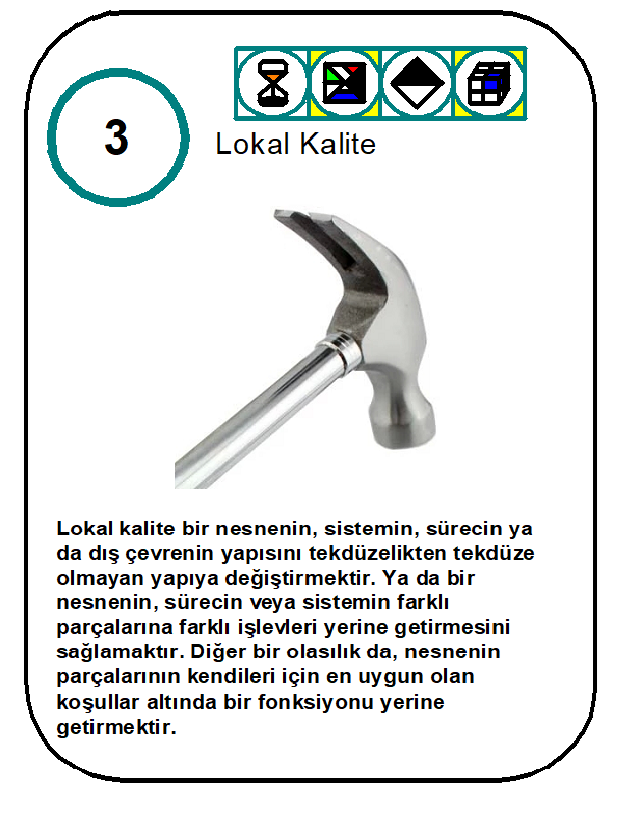 3
Lokal Kalite
Lokal kalite bir nesnenin, sistemin, sürecin ya
da dış çevrenin yapısını tekdüzelikten tekdüze
olmayan yapıya değiştirmektir. Ya da bir
nesnenin, sürecin veya sistemin farklı
parçalarına farklı işlevleri yerine getirmesini
sağlamaktır. Diğer bir olasılık da, nesnenin
parçalarının kendileri için en uygun olan
koşullar altında bir fonksiyonu yerine
getirmektir.